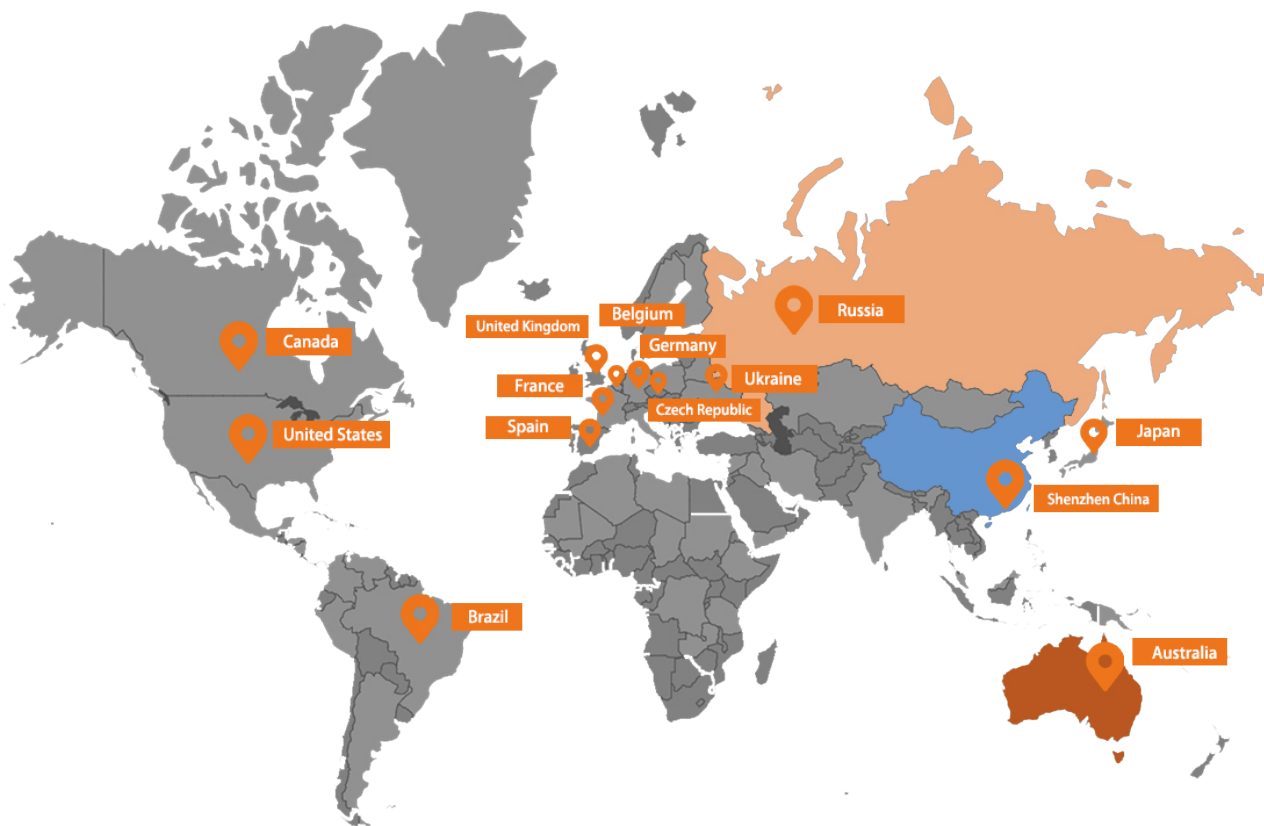 Belgium
Russia
United Kingdom
Canada
Germany
Ukraine
France
Czech Republic
Spain
United States
Japan
Shenzhen China
Brazil
Australia